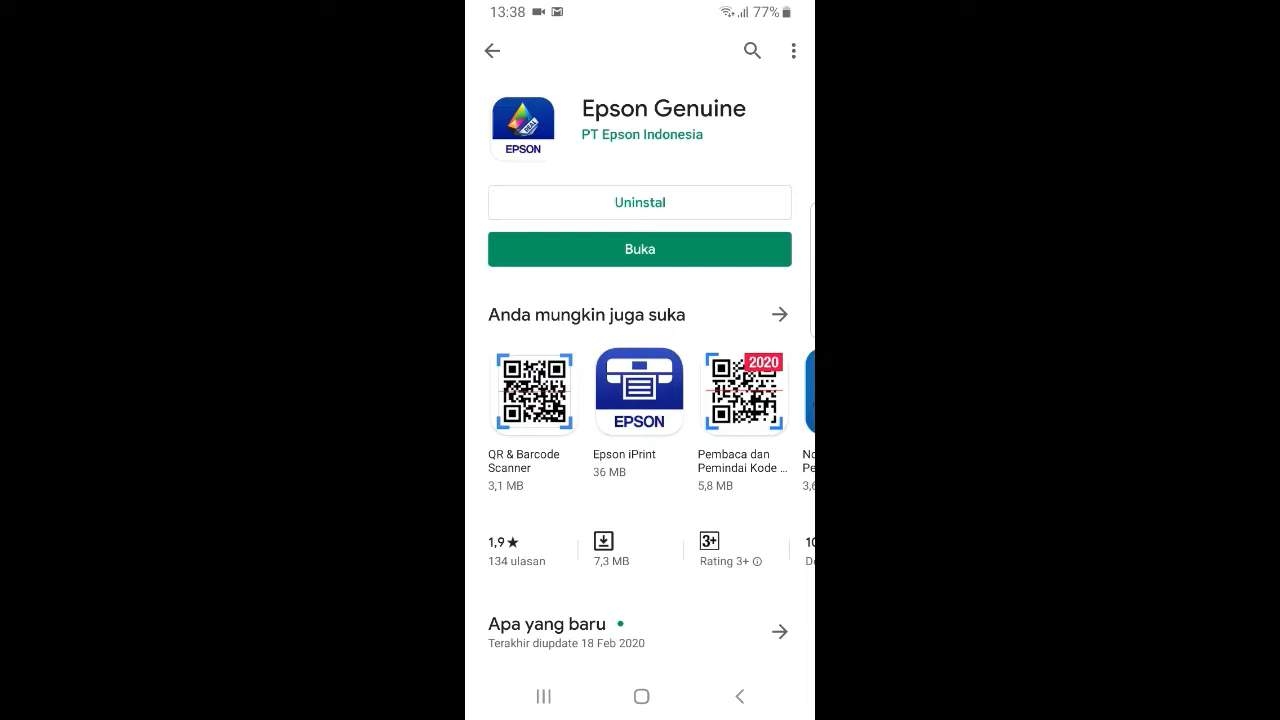 13:38 77%
Epson Genuine
PT Epson Indonesia
EPSON
Uninstal
Buka
Anda mungkin juga suka
2020
EPSON
QR & Barcode
Scanner
3,1 MB
Epson iPrint
36 MB
Pembaca dan
Pemindai Kode ...
5,8 MB
1,9★
134 ulasan
7,3 MB
3+
Rating 3+
Apa yang baru
Terakhir diupdate 18 Feb 2020